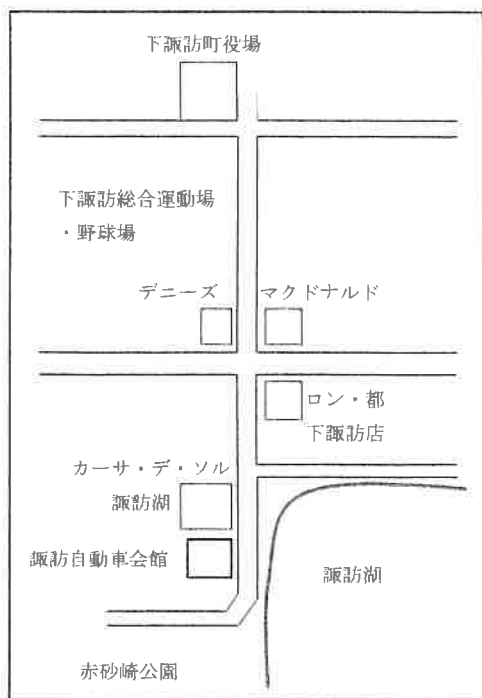 下諏訪町役場
下諏訪総合運動場
・野球場
デニーズ
マクドナルド
ロン・都
下諏訪店
カーサ・デ・ソル
諏訪湖
諏訪自動車会館
諏訪湖
赤砂崎公園